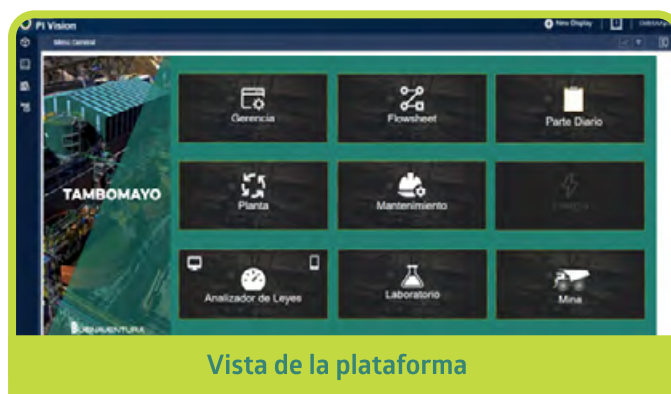 PI Vision
New Display
Menu General
Gerencia
Flowsheet
Parte Diario
TAMBOMAYO
Planta
Mantenimiento
Analizador de Leyes
Laboratorio
Mina
BUENAVENTURA
Vista de la plataforma